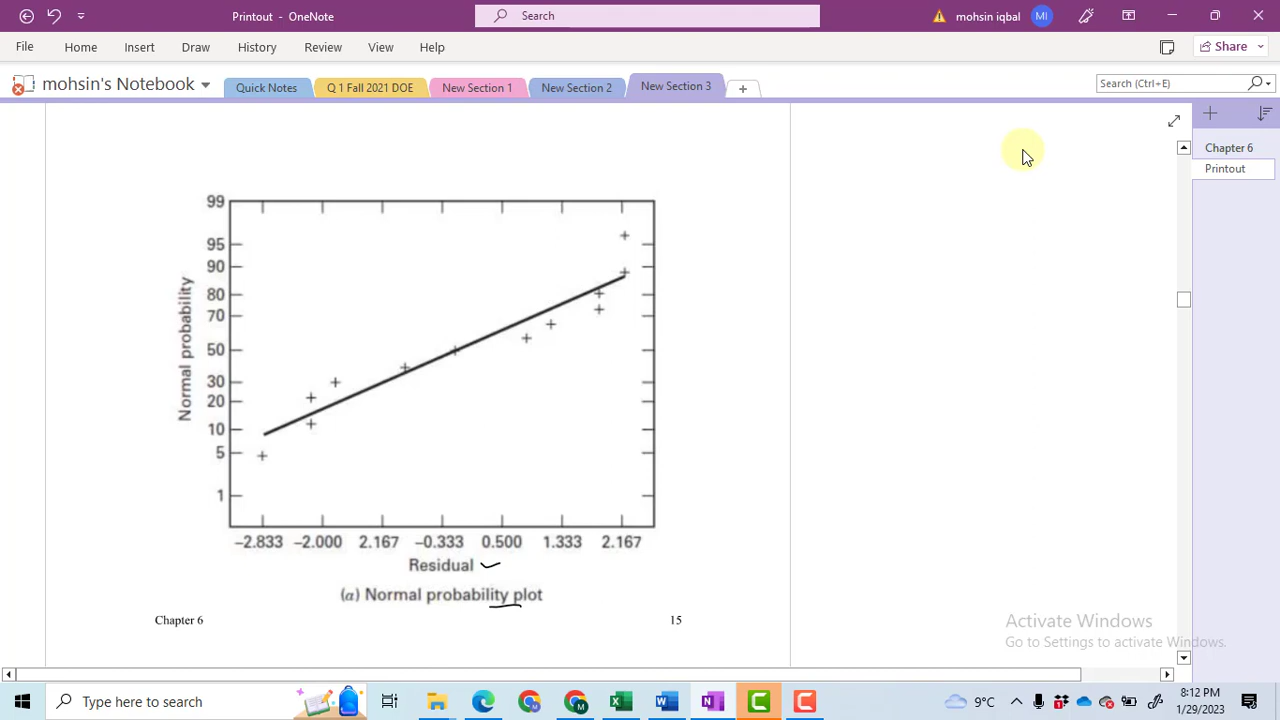 Printout - OneNote
Search
mohsin iqbal
MI
File
Home
Insert
Draw
History
Review
View
Help
Share
mohsin's Notebook
Quick Notes
Q 1 Fall 2021 DOE
New Section 1
New Section 2
New Section 3
+
Search (Ctrl+E)
Chapter 6
Printout
99
95
90
80
70
50
30
20
10
5
1
Normal probability
-2.833 -2.000 2.167 -0.333 0.500 1.333 2.167
Residual
(a) Normal probability plot
Chapter 6
15
Activate Windows
Go to Settings to activate Windows.
Type here to search
9°C
8:12 PM
1/29/2023